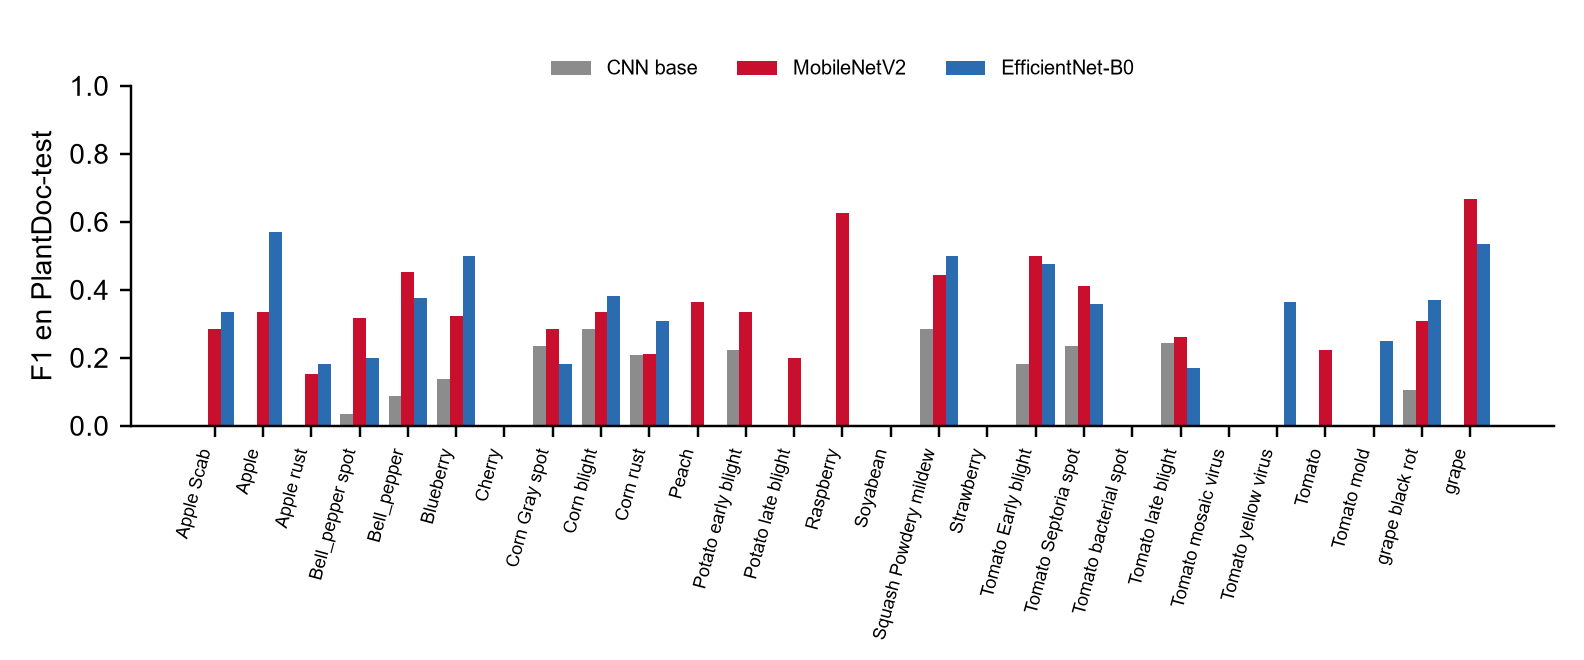 CNN base MobileNetV2 EfficientNet-B0
F1 en PlantDoc-test
1.0
0.8
0.6
0.4
0.2
0.0
Apple Scab
Apple
Apple rust
Bell_pepper spot
Bell_pepper
Blueberry
Cherry
Corn Gray spot
Corn blight
Corn rust
Peach
Potato early blight
Potato late blight
Raspberry
Soyabean
Squash Powdery mildew
Strawberry
Tomato Early blight
Tomato Septoria spot
Tomato bacterial spot
Tomato late blight
Tomato mosaic virus
Tomato yellow virus
Tomato
Tomato mold
grape black rot
grape